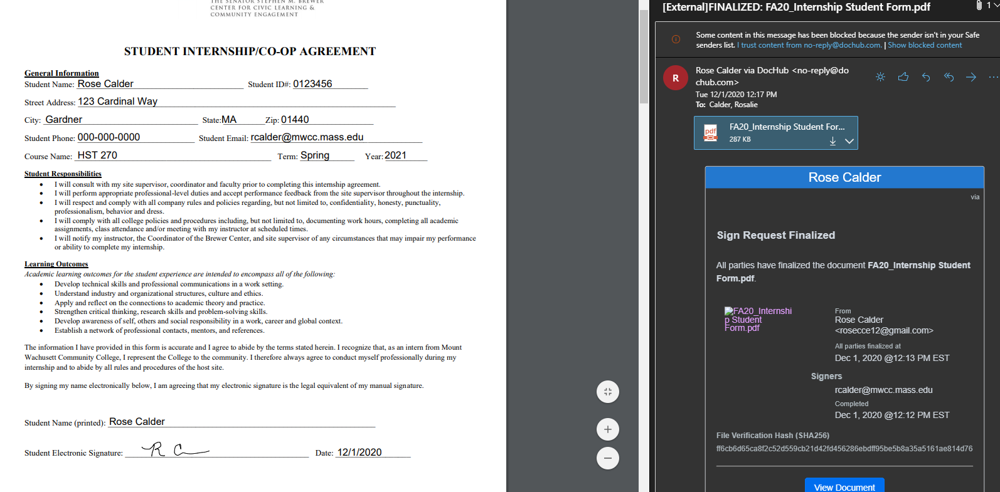 THE SENATOR STEPHEN M. BREWER
CENTER FOR CIVIC LEARNING &
COMMUNITY ENGAGEMENT
STUDENT INTERNSHIP/CO-OP AGREEMENT
General Information
Student Name: Rose Calder Student ID#: 0123456
Street Address: 123 Cardinal Way
City: Gardner State: MA Zip: 01440
Student Phone: 000-000-0000 Student Email: rcalder@mwcc.mass.edu
Course Name: HST 270 Term: Spring Year: 2021
Student Responsibilities
• I will consult with my site supervisor, coordinator and faculty prior to completing this internship agreement.
• I will perform appropriate professional-level duties and accept performance feedback from the site supervisor throughout the internship.
• I will respect and comply with all company rules and policies regarding, but not limited to, confidentiality, honesty, punctuality,
professionalism, behavior and dress.
• I will comply with all college policies and procedures including, but not limited to, documenting work hours, completing all academic
assignments, class attendance and/or meeting with my instructor at scheduled times.
• I will notify my instructor, the Coordinator of the Brewer Center, and site supervisor of any circumstances that may impair my performance
or ability to complete my internship.
Learning Outcomes
Academic learning outcomes for the student experience are intended to encompass all of the following:
• Develop technical skills and professional communications in a work setting.
• Understand industry and organizational structures, culture and ethics.
• Apply and reflect on the connections to academic theory and practice.
• Strengthen critical thinking, research skills and problem-solving skills.
• Develop awareness of self, others and social responsibility in a work, career and global context.
• Establish a network of professional contacts, mentors, and references.
The information I have provided in this form is accurate and I agree to abide by the terms stated herein. I recognize that, as an intern from Mount
Wachusett Community College, I represent the College to the community. I therefore always agree to conduct myself professionally during my
internship and to abide by all rules and procedures of the host site.
By signing my name electronically below, I am agreeing that my electronic signature is the legal equivalent of my manual signature.
Student Name (printed): Rose Calder
Student Electronic Signature: R C Date: 12/1/2020
[External]FINALIZED: FA20_Internship Student Form.pdf 1
Some content in this message has been blocked because the sender isn't in your Safe
senders list. I trust content from no-reply@dochub.com. | Show blocked content
R
Rose Calder via DocHub <no-reply@do
chub.com>
Tue 12/1/2020 12:17 PM
To: Calder, Rosalie
pdf
FA20_Internship Student For...
287 KB
Rose Calder
via
Sign Request Finalized
All parties have finalized the document FA20_Internship Student
Form.pdf.
FA20_Internshi
p Student
Form.pdf
From
Rose Calder
<rosecce12@gmail.com>
All parties finalized at
Dec 1, 2020 @12:13 PM EST
Signers
rcalder@mwcc.mass.edu
Completed
Dec 1, 2020 @12:12 PM EST
File Verification Hash (SHA256)
ff6cb6d65ca8f2c52d559cb21d42fd456286ebdff95be5b8a35a5161ae814d76
View Document